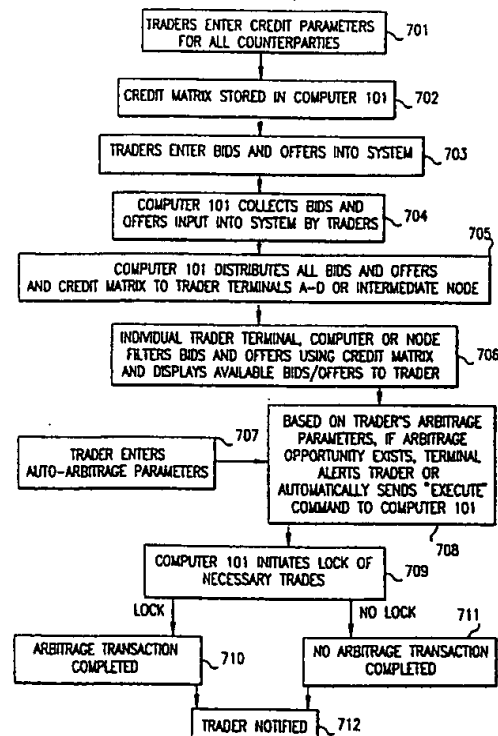 TRADERS ENTER CREDIT PARAMETERS
FOR ALL COUNTERPARTIES
701
CREDIT MATRIX STORED IN COMPUTER 101
702
TRADERS ENTER BIDS AND OFFERS INTO SYSTEM
703
COMPUTER 101 COLLECTS BIDS AND
OFFERS INPUT INTO SYSTEM BY TRADERS
704
705
COMPUTER 101 DISTRIBUTES ALL BIDS AND OFFERS
AND CREDIT MATRIX TO TRADER TERMINALS A-D OR INTERMEDIATE NODE
INDIVIDUAL TRADER TERMINAL, COMPUTER OR NODE
FILTERS BIDS AND OFFERS USING CREDIT MATRIX
AND DISPLAYS AVAILABLE BIDS/OFFERS TO TRADER
706
707
TRADER ENTERS
AUTO-ARBITRAGE PARAMETERS
BASED ON TRADER'S ARBITRAGE
PARAMETERS, IF ARBITRAGE
OPPORTUNITY EXISTS, TERMINAL
ALERTS TRADER OR
AUTOMATICALLY SENDS "EXECUTE"
COMMAND TO COMPUTER 101
708
COMPUTER 101 INITIATES LOCK OF
NECESSARY TRADES
709
LOCK
NO LOCK
711
ARBITRAGE TRANSACTION
COMPLETED
710
NO ARBITRAGE TRANSACTION
COMPLETED
TRADER NOTIFIED
712